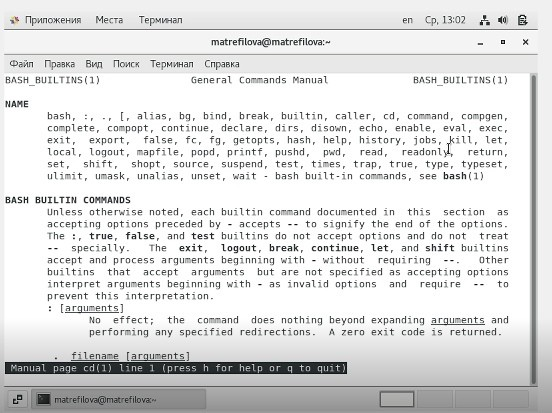 Приложения Места Терминал en Ср, 13:02
matrefilova@matrefilova:~
Файл Правка Вид Поиск Терминал Справка
BASH_BUILTINS(1) General Commands Manual BASH_BUILTINS(1)
NAME
bash, :, ., [, alias, bg, bind, break, builtin, caller, cd, command, compgen,
complete, compopt, continue, declare, dirs, disown, echo, enable, eval, exec,
exit, export, false, fc, fg, getopts, hash, help, history, jobs, kill, let,
local, logout, mapfile, popd, printf, pushd, pwd, read, readonly, return,
set, shift, shopt, source, suspend, test, times, trap, true, type, typeset,
ulimit, umask, unalias, unset, wait - bash built-in commands, see bash(1)
BASH BUILTIN COMMANDS
Unless otherwise noted, each builtin command documented in this section as
accepting options preceded by - accepts -- to signify the end of the options.
The :, true, false, and test builtins do not accept options and do not treat
-- specially. The exit, logout, break, continue, let, and shift builtins
accept and process arguments beginning with - without requiring --. Other
builtins that accept arguments but are not specified as accepting options
interpret arguments beginning with - as invalid options and require -- to
prevent this interpretation.
: [arguments]
No effect; the command does nothing beyond expanding arguments and
performing any specified redirections. A zero exit code is returned.
. filename [arguments]
Manual page cd(1) line 1 (press h for help or q to quit)
matrefilova@matrefilova:~